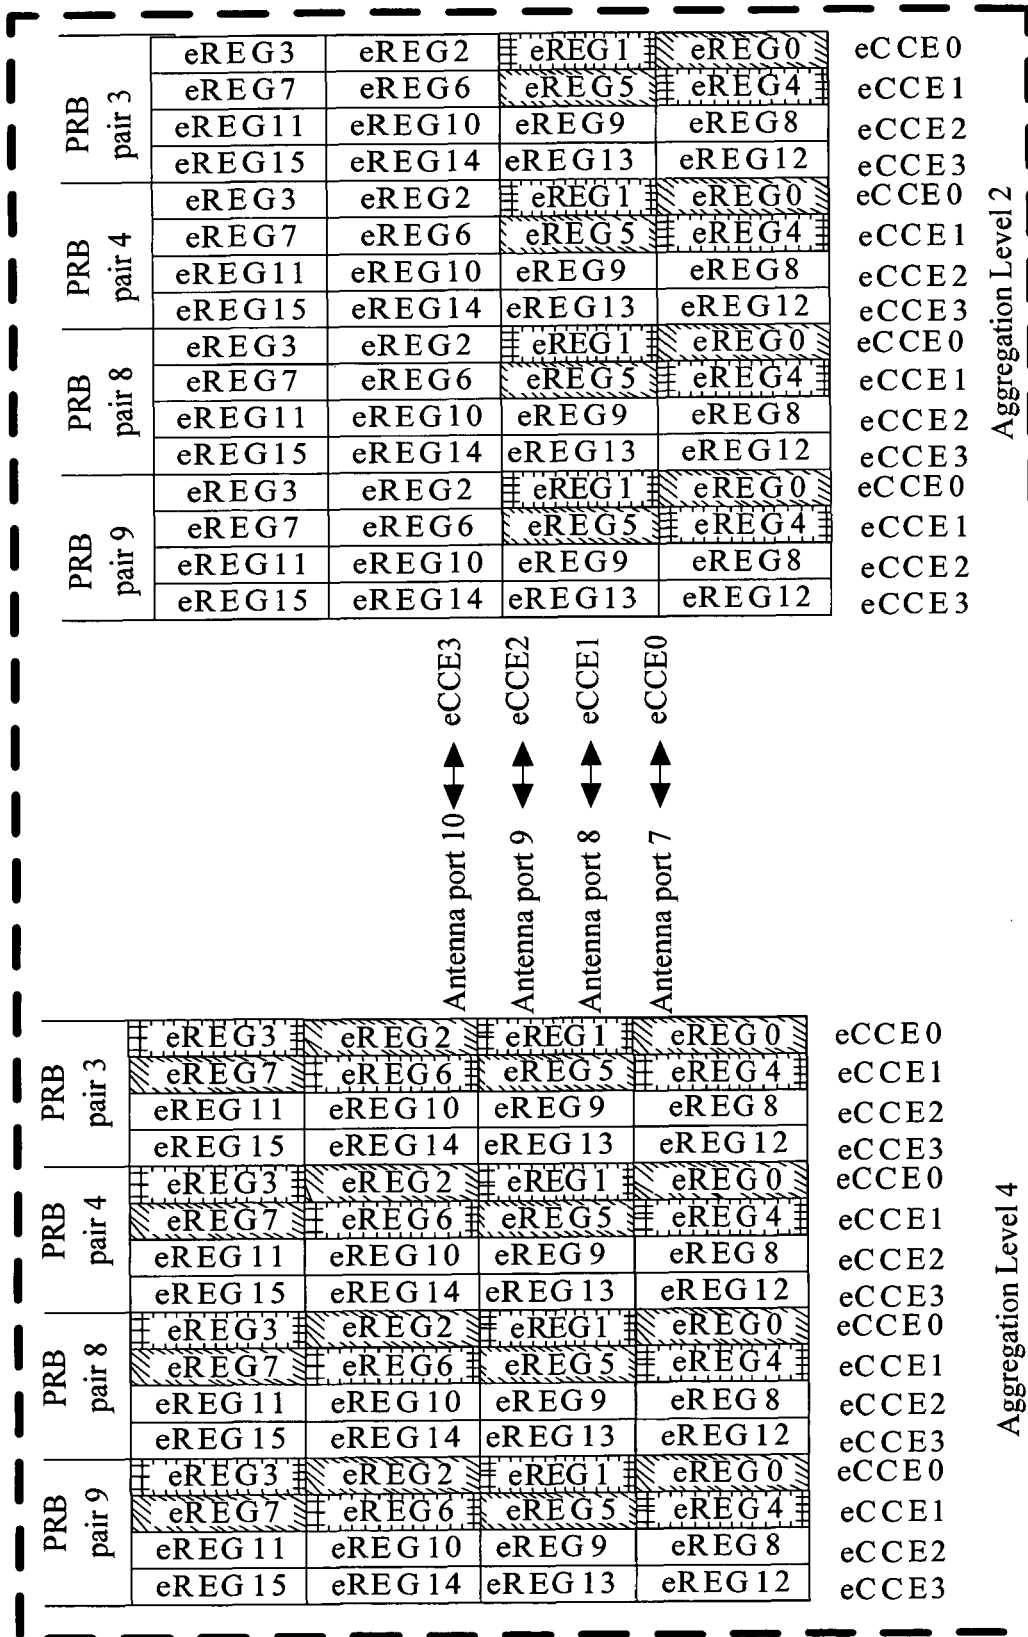 PRB pair 3
eREG3 eREG2 eREG1 eREG0 eCCE0
eREG7 eREG6 eREG5 eREG4 eCCE1
eREG11 eREG10 eREG9 eREG8 eCCE2
eREG15 eREG14 eREG13 eREG12 eCCE3
PRB pair 4
eREG3 eREG2 eREG1 eREG0 eCCE0
eREG7 eREG6 eREG5 eREG4 eCCE1
eREG11 eREG10 eREG9 eREG8 eCCE2
eREG15 eREG14 eREG13 eREG12 eCCE3
PRB pair 8
eREG3 eREG2 eREG1 eREG0 eCCE0
eREG7 eREG6 eREG5 eREG4 eCCE1
eREG11 eREG10 eREG9 eREG8 eCCE2
eREG15 eREG14 eREG13 eREG12 eCCE3
PRB pair 9
eREG3 eREG2 eREG1 eREG0 eCCE0
eREG7 eREG6 eREG5 eREG4 eCCE1
eREG11 eREG10 eREG9 eREG8 eCCE2
eREG15 eREG14 eREG13 eREG12 eCCE3
Aggregation Level 2
Antenna port 10 eCCE3
Antenna port 9 eCCE2
Antenna port 8 eCCE1
Antenna port 7 eCCE0
PRB pair 3
eREG3 eREG2 eREG1 eREG0 eCCE0
eREG7 eREG6 eREG5 eREG4 eCCE1
eREG11 eREG10 eREG9 eREG8 eCCE2
eREG15 eREG14 eREG13 eREG12 eCCE3
PRB pair 4
eREG3 eREG2 eREG1 eREG0 eCCE0
eREG7 eREG6 eREG5 eREG4 eCCE1
eREG11 eREG10 eREG9 eREG8 eCCE2
eREG15 eREG14 eREG13 eREG12 eCCE3
PRB pair 8
eREG3 eREG2 eREG1 eREG0 eCCE0
eREG7 eREG6 eREG5 eREG4 eCCE1
eREG11 eREG10 eREG9 eREG8 eCCE2
eREG15 eREG14 eREG13 eREG12 eCCE3
PRB pair 9
eREG3 eREG2 eREG1 eREG0 eCCE0
eREG7 eREG6 eREG5 eREG4 eCCE1
eREG11 eREG10 eREG9 eREG8 eCCE2
eREG15 eREG14 eREG13 eREG12 eCCE3
Aggregation Level 4